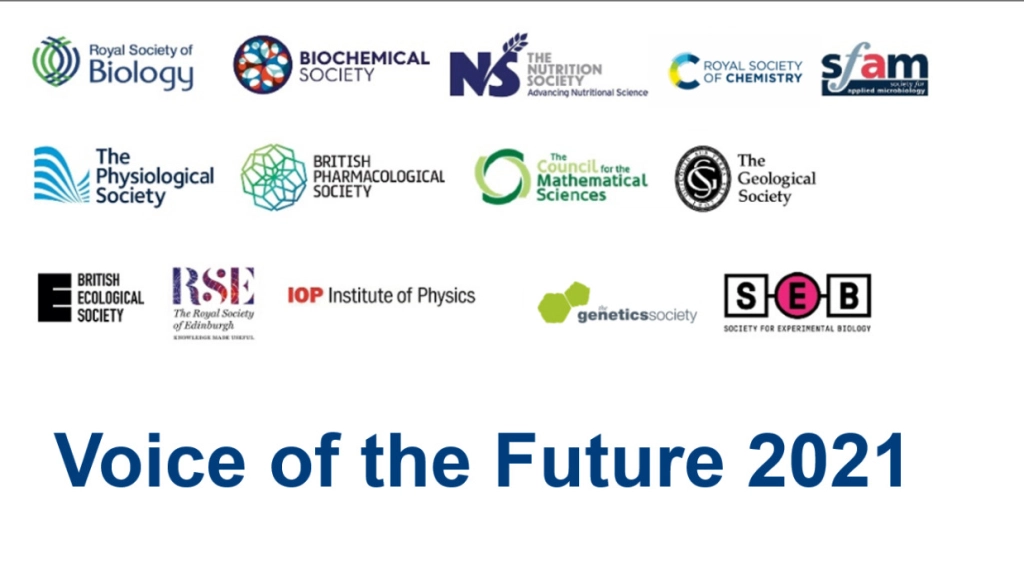 Royal Society of
Biology
BIOCHEMICAL
SOCIETY
NS
THE
NUTRITION
SOCIETY
Advancing Nutritional Science
ROYAL SOCIETY
OF CHEMISTRY
sfam
society for
applied microbiology
The
Physiological
Society
BRITISH
PHARMACOLOGICAL
SOCIETY
The
Council for the
Mathematical
Sciences
The
Geological
Society
BRITISH
ECOLOGICAL
SOCIETY
RSE
The Royal Society
of Edinburgh
KNOWLEDGE MADE USEFUL
IOP Institute of Physics
the
geneticssociety
S E B
SOCIETY FOR EXPERIMENTAL BIOLOGY
Voice of the Future 2021